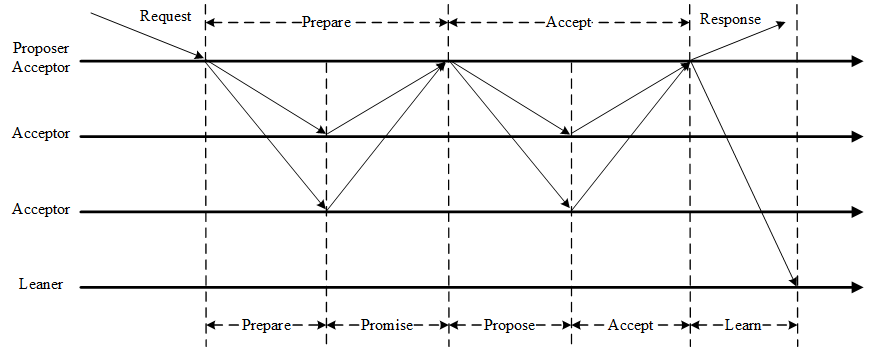 Request
Prepare
Accept
Response
Proposer
Acceptor
Acceptor
Acceptor
Leaner
Prepare
Promise
Propose
Accept
Learn